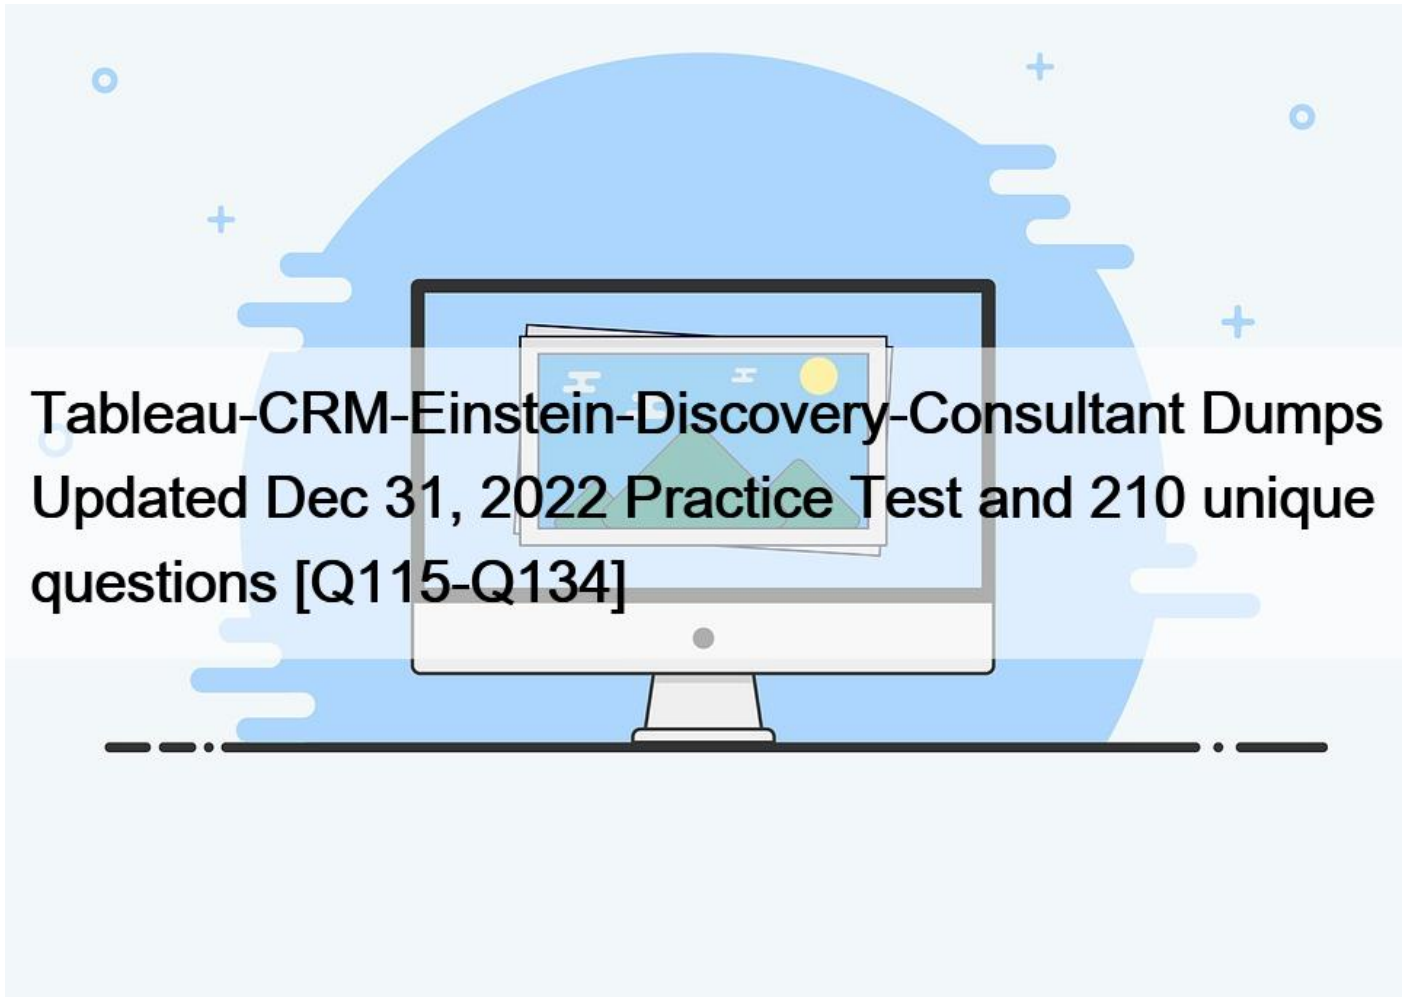 Tableau-CRM-Einstein-Discovery-Consultant Dumps
Updated Dec 31, 2022 Practice Test and 210 unique
questions [Q115-Q134]